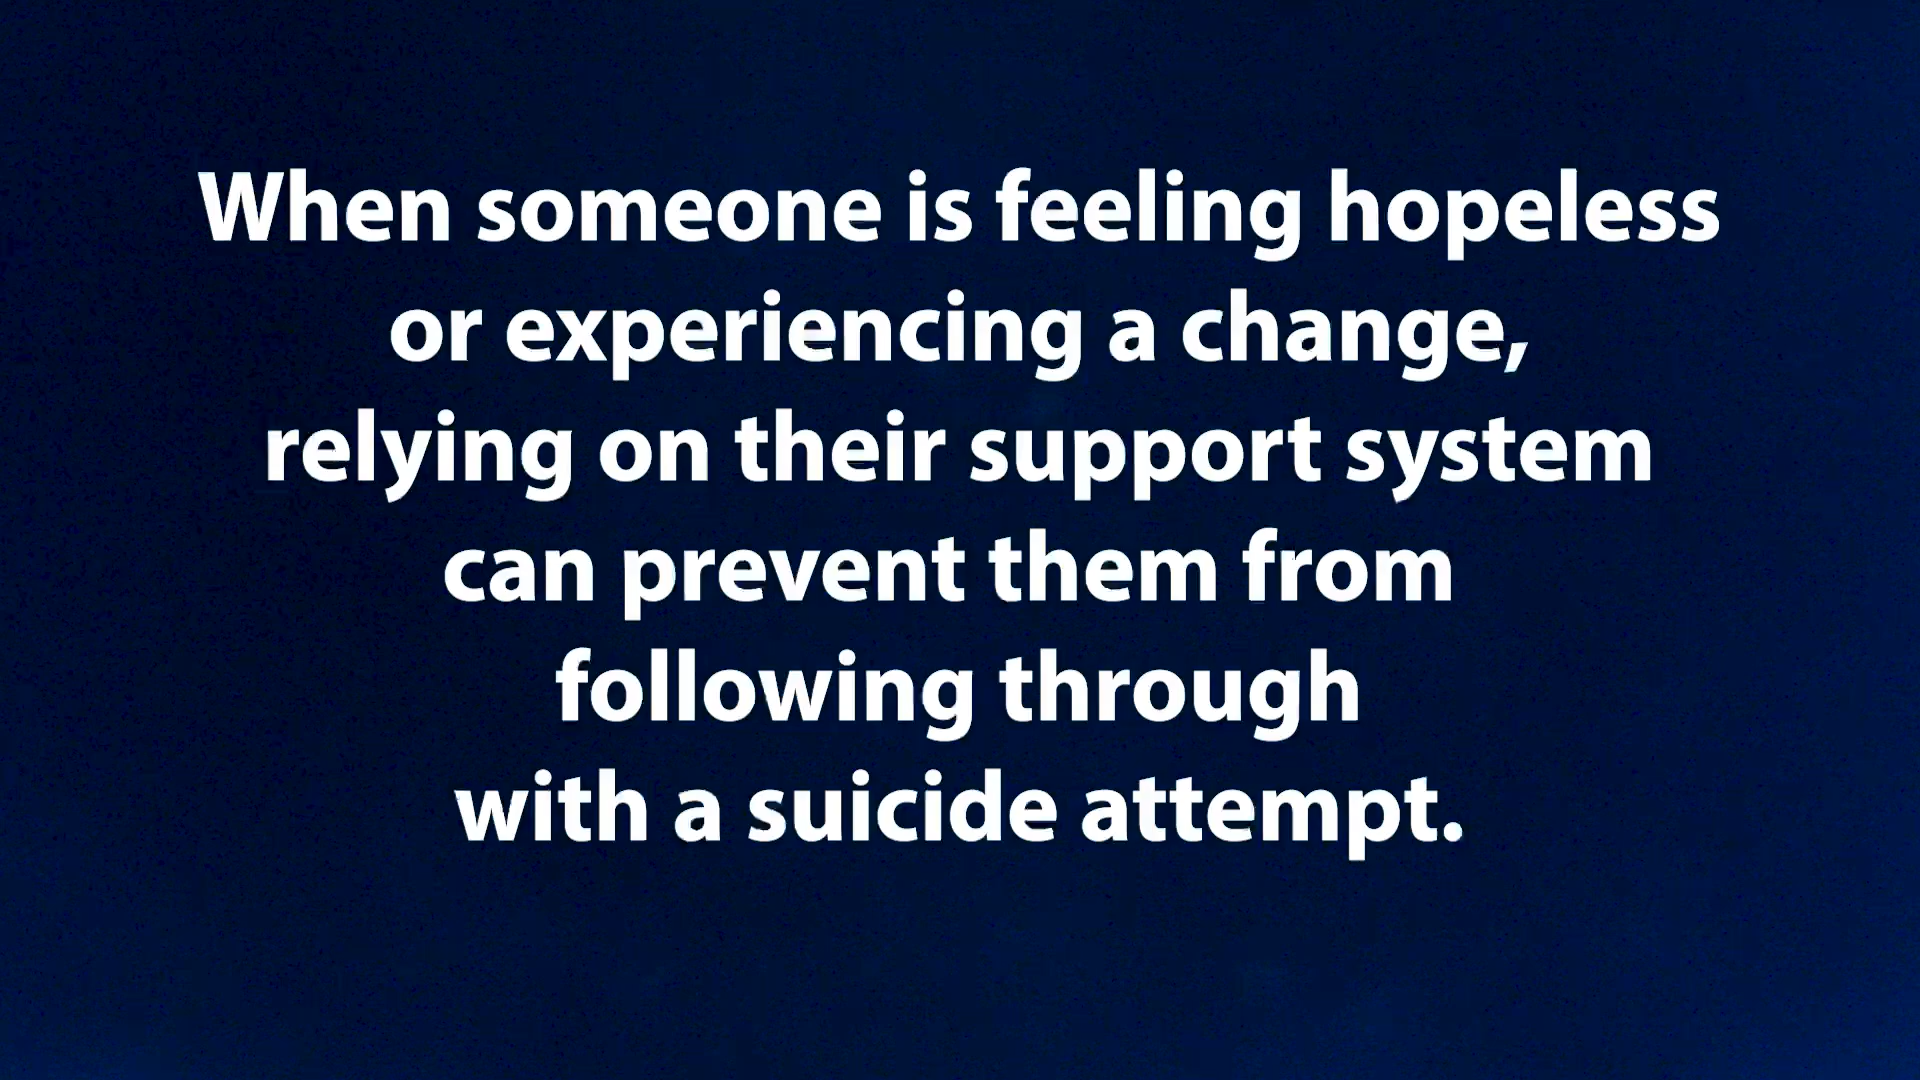 When someone is feeling hopeless
or experiencing a change,
relying on their support system
can prevent them from
following through
with a suicide attempt.